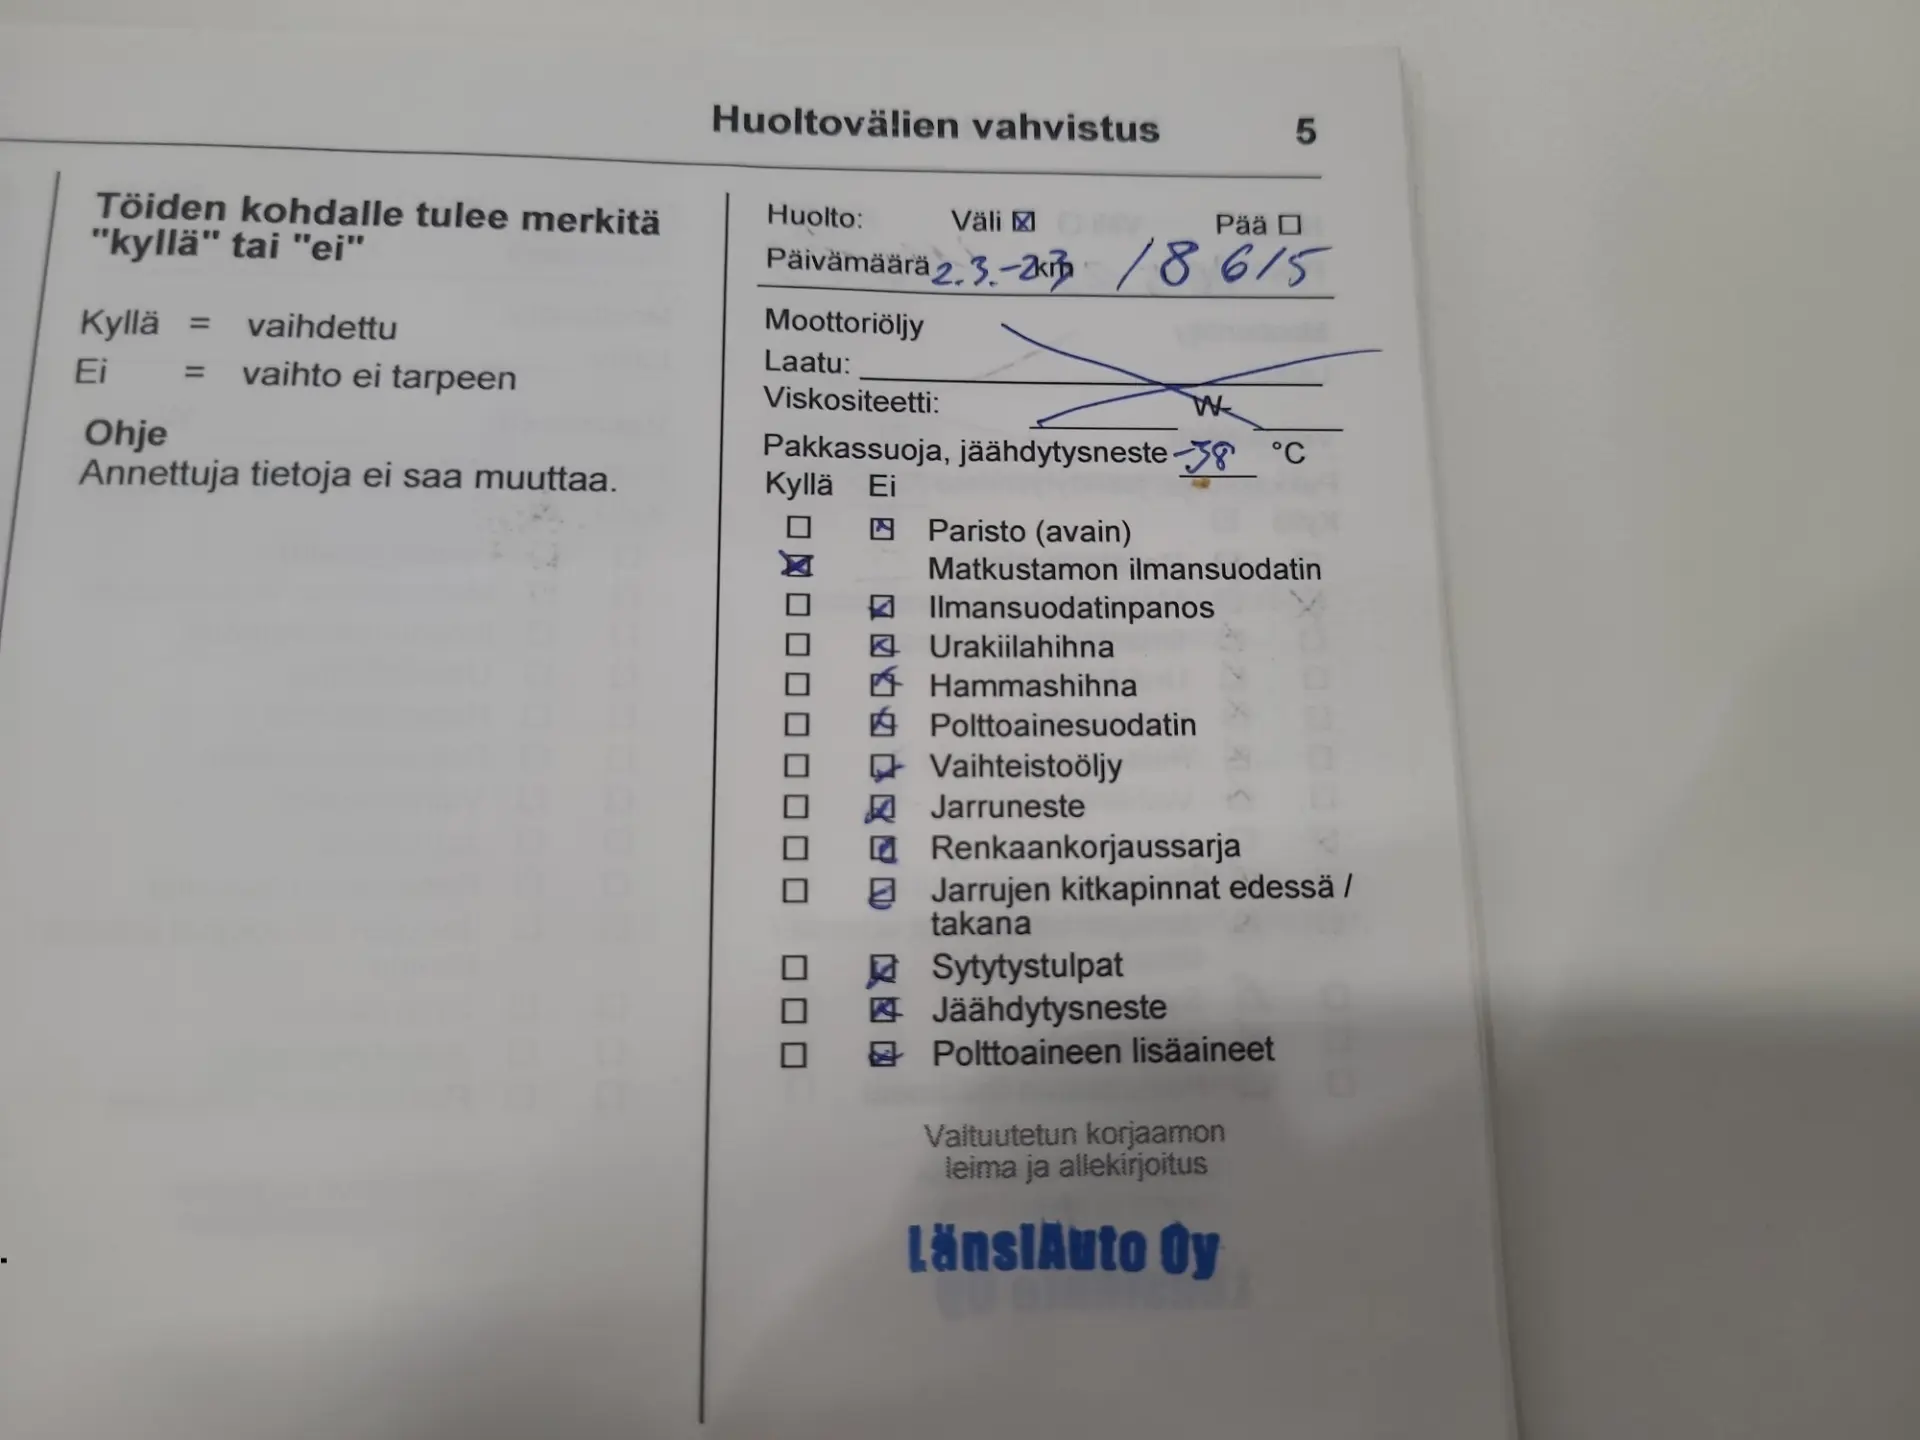 Huoltovälien vahvistus 5
Töiden kohdalle tulee merkitä
"kyllä" tai "ei"
Kyllä = vaihdettu
Ei = vaihto ei tarpeen
Ohje
Annettuja tietoja ei saa muuttaa.
Huolto: Väli ☒ Pää ☐
Päivämäärä 2.3.-23 km 18615
Moottoriöljy
Laatu:
Viskositeetti: W-
Pakkassuoja, jäähdytysneste -38 °C
Kyllä Ei
☐ ☒ Paristo (avain)
☒ Matkustamon ilmansuodatin
☐ ☒ Ilmansuodatinpanos
☐ ☒ Urakiilahihna
☐ ☒ Hammashihna
☐ ☒ Polttoainesuodatin
☐ ☒ Vaihteistoöljy
☐ ☒ Jarruneste
☐ ☒ Renkaankorjaussarja
☐ ☒ Jarrujen kitkapinnat edessä /
takana
☐ ☒ Sytytystulpat
☐ ☒ Jäähdytysneste
☐ ☒ Polttoaineen lisäaineet
Valtuutetun korjaamon
leima ja allekirjoitus
LänsiAuto Oy